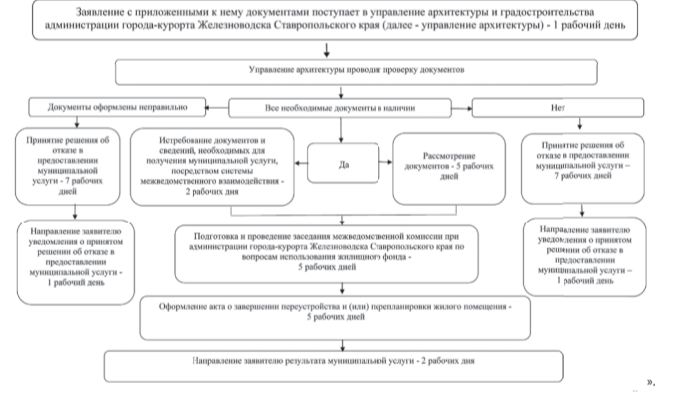 Заявление с приложенными к нему документами поступает в управление архитектуры и градостроительства
администрации города-курорта Железноводска Ставропольского края (далее - управление архитектуры) - 1 рабочий день
Управление архитектуры проводит проверку документов
Документы оформлены неправильно
Все необходимые документы в наличии
Нет
Принятие решения об
отказе в
предоставлении
муниципальной
услуги - 7 рабочих
дней
Истребование документов и
сведений, необходимых для
получения муниципальной услуги,
посредством системы
межведомственного взаимодействия -
2 рабочих дня
Да
Рассмотрение
документов - 5 рабочих
дней
Принятие решения об
отказе в предоставлении
муниципальной услуги –
7 рабочих дней
Направление заявителю
уведомления о принятом
решении об отказе в
предоставлении
муниципальной услуги -
1 рабочий день
Подготовка и проведение заседания межведомственной комиссии при
администрации города-курорта Железноводска Ставропольского края по
вопросам использования жилищного фонда -
5 рабочих дней
Направление заявителю
уведомления о принятом
решении об отказе в
предоставлении
муниципальной услуги –
1 рабочий день
Оформление акта о завершении переустройства и (или) перепланировки жилого помещения -
5 рабочих дней
Направление заявителю результата муниципальной услуги - 2 рабочих дня
».